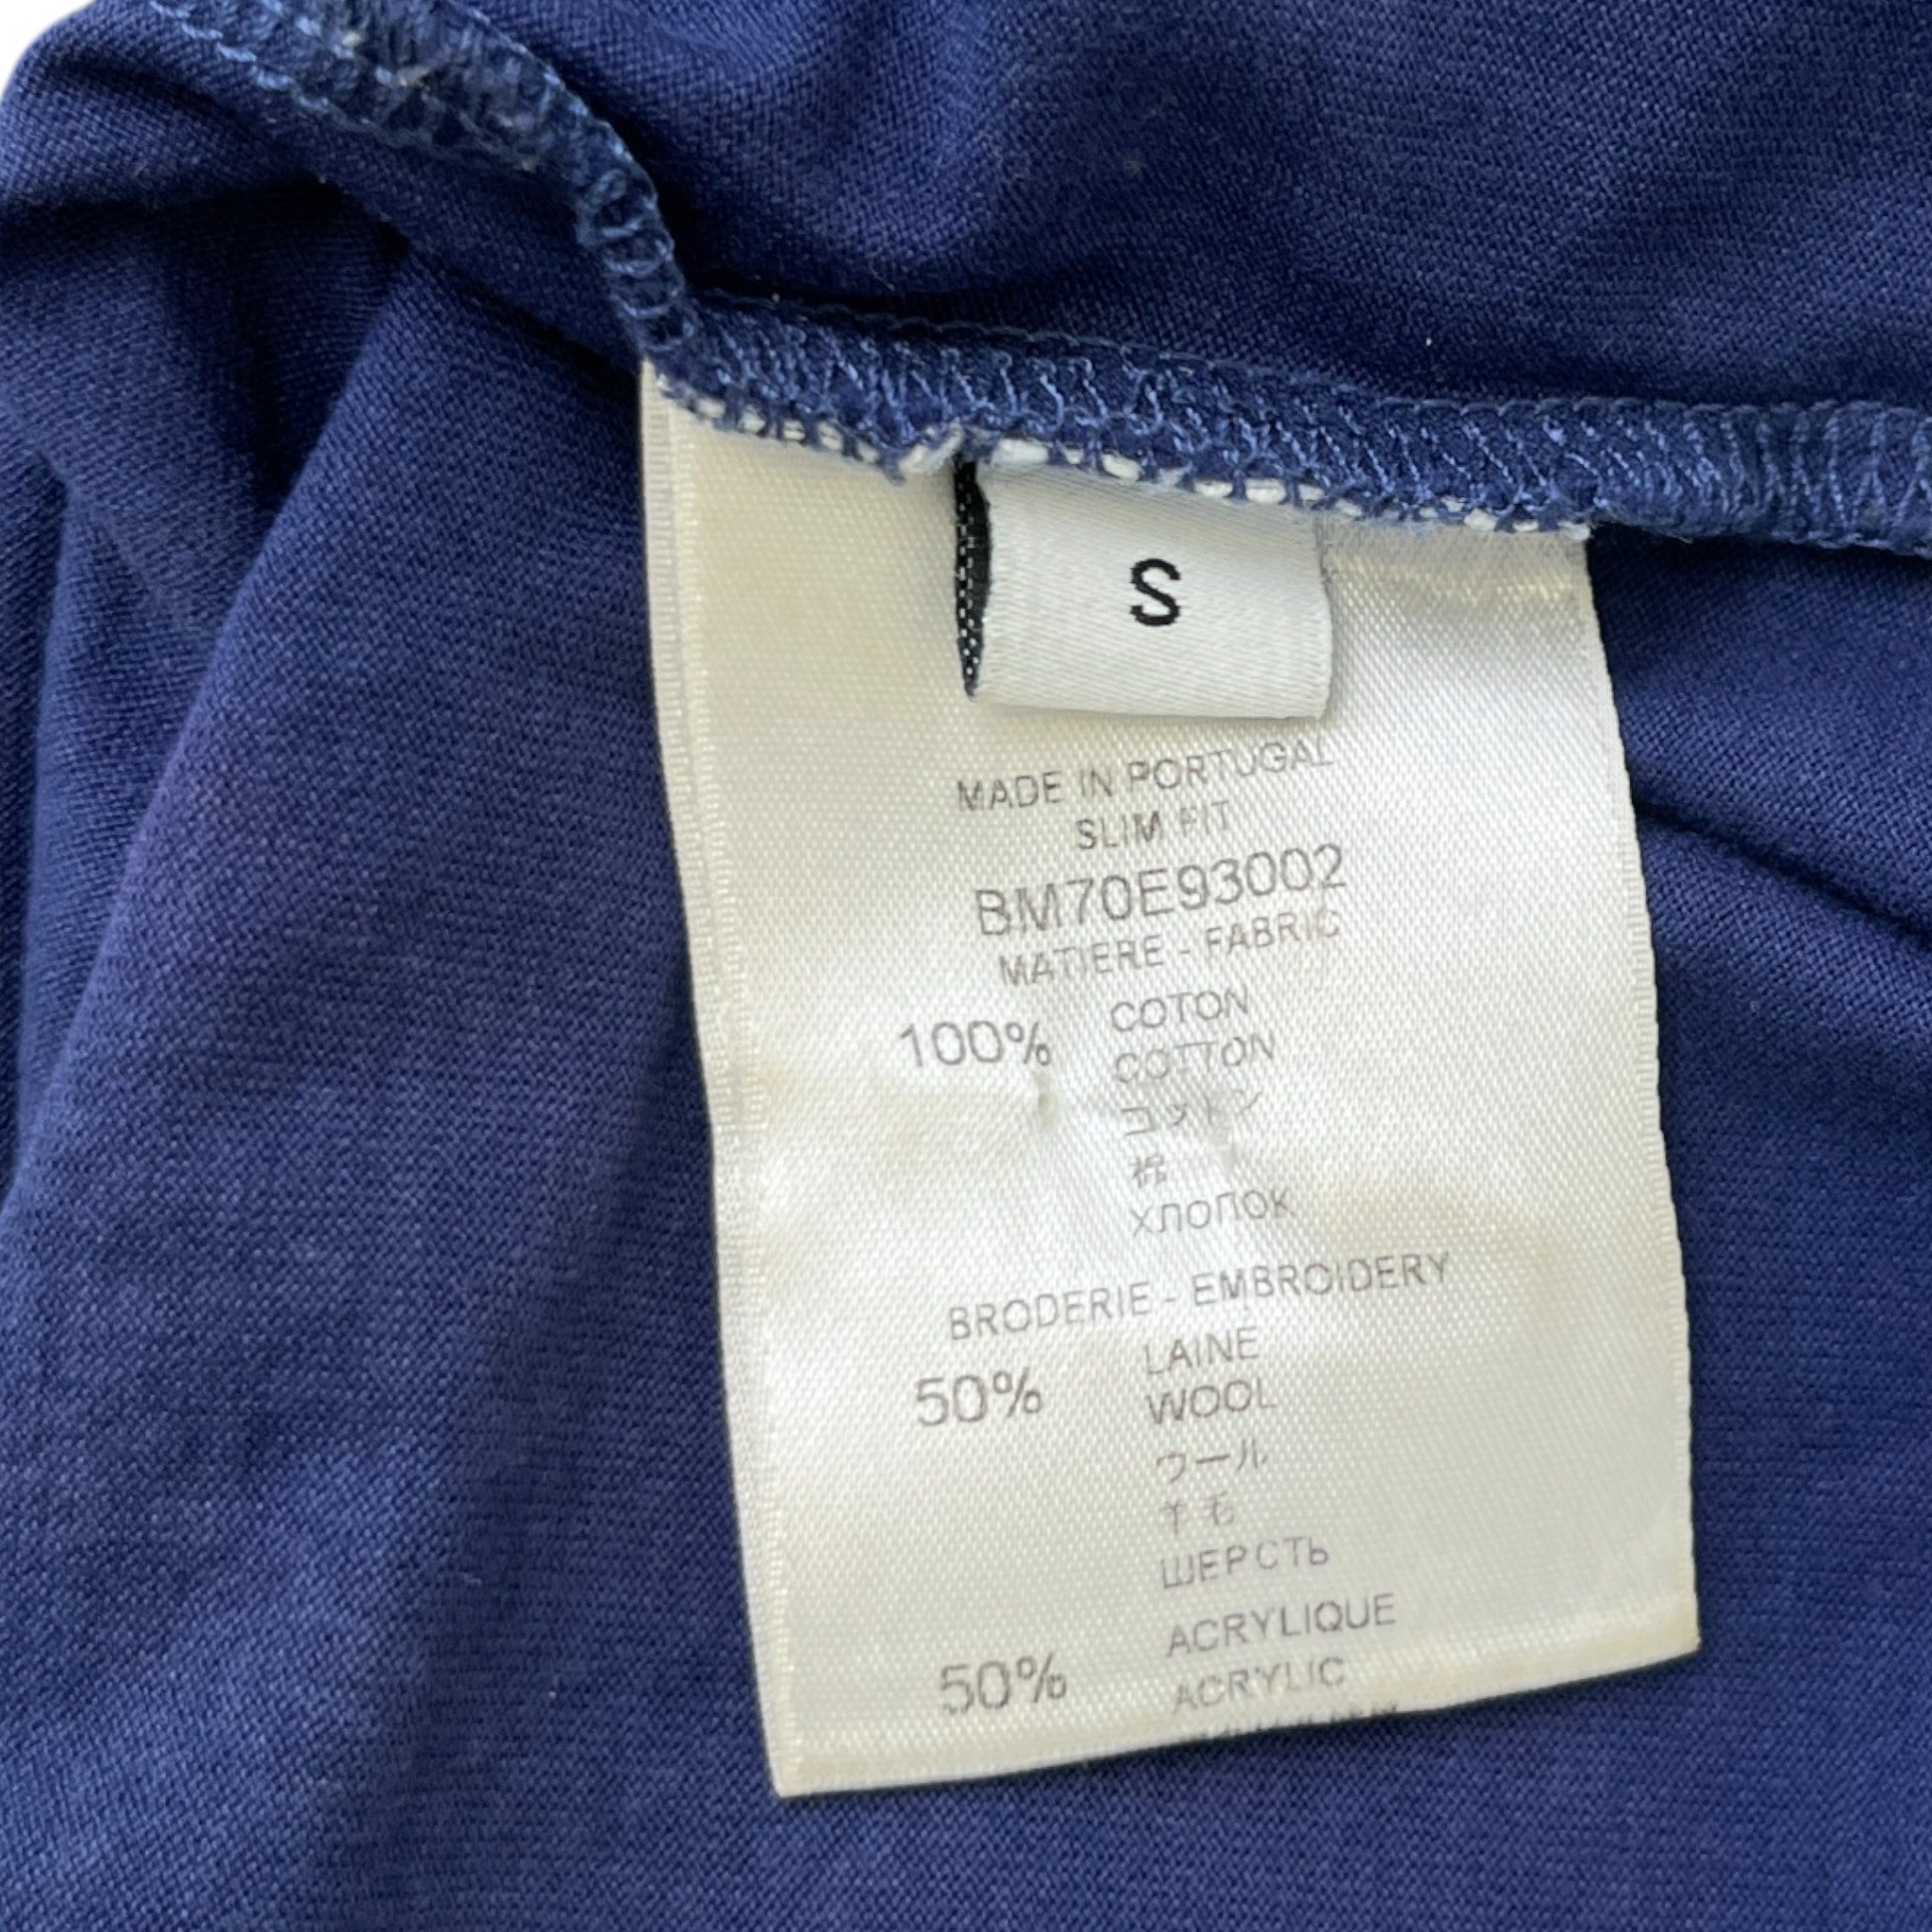 S
MADE IN PORTUGAL
SLIM FIT
BM70E93002
MATIERE - FABRIC
100% COTON
COTTON
コットン
棉
ХЛОПОК
BRODERIE - EMBROIDERY
50% LAINE
WOOL
ウール
羊毛
ШЕРСТЬ
50% ACRYLIQUE
ACRYLIC